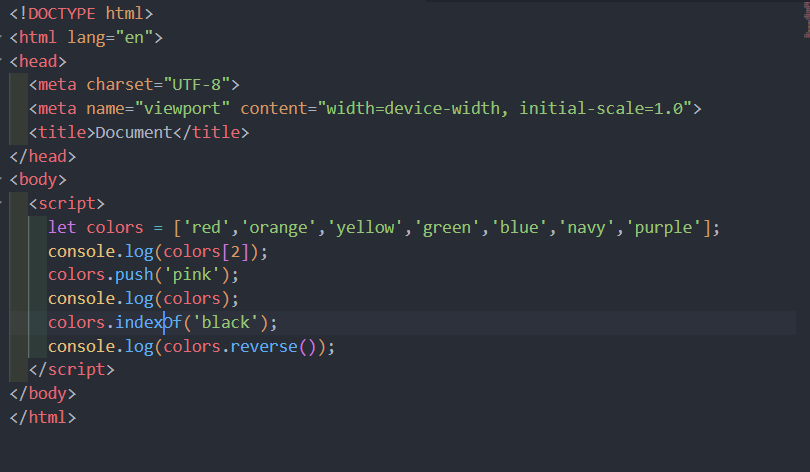 <!DOCTYPE html>
<html lang="en">
<head>
  <meta charset="UTF-8">
  <meta name="viewport" content="width=device-width, initial-scale=1.0">
  <title>Document</title>
</head>
<body>
  <script>
    let colors = ['red','orange','yellow','green','blue','navy','purple'];
    console.log(colors[2]);
    colors.push('pink');
    console.log(colors);
    colors.indexOf('black');
    console.log(colors.reverse());
  </script>
</body>
</html>